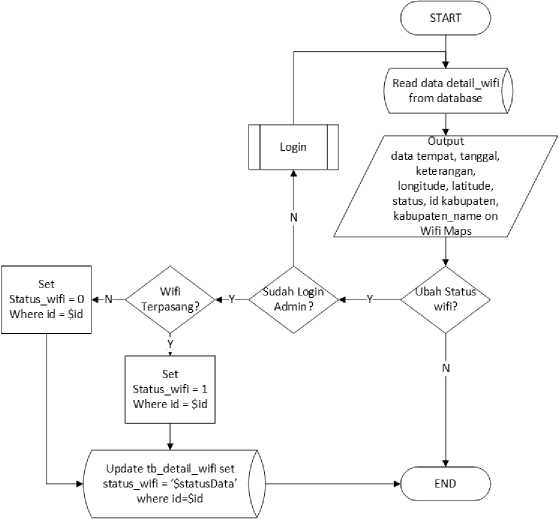 START
Read data detail_wifi
from database
Login
Output
data tempat, tanggal,
keterangan,
longitude, latitude,
status, id kabupaten,
kabupaten_name on
Wifi Maps
N
Set
Status_wifi = 0
Where id = $id
N
Wifi
Terpasang?
Y
Sudah Login
Admin?
Y
Ubah Status
wifi?
Y
N
Set
Status_wifi = 1
Where id = $id
Update tb_detail_wifi set
status_wifi = ‘$statusData’
where id=$id
END